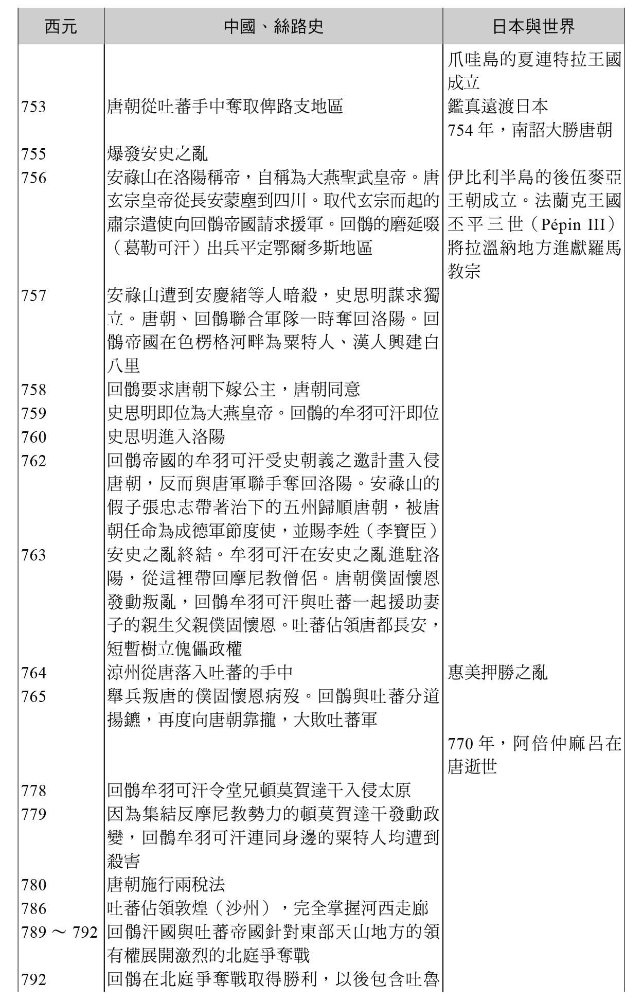 西元 中國、絲路史 日本與世界
爪哇島的夏連特拉王國
成立
753 唐朝從吐蕃手中奪取俾路支地區 鑑真遠渡日本
754 年，南詔大勝唐朝
755 爆發安史之亂
756 安祿山在洛陽稱帝，自稱為大燕聖武皇帝。唐 伊比利半島的後伍麥亞
玄宗皇帝從長安蒙塵到四川。取代玄宗而起的 王朝成立。法蘭克王國
肅宗遣使向回鶻帝國請求援軍。回鶻的磨延啜 丕平三世（Pépin III）
（葛勒可汗）出兵平定鄂爾多斯地區 將拉溫納地方進獻羅馬
教宗
757 安祿山遭到安慶緒等人暗殺，史思明謀求獨
立。唐朝、回鶻聯合軍隊一時奪回洛陽。回
鶻帝國在色楞格河畔為粟特人、漢人興建白
八里
758 回鶻要求唐朝下嫁公主，唐朝同意
759 史思明即位為大燕皇帝。回鶻的牟羽可汗即位
760 史思明進入洛陽
762 回鶻帝國的牟羽可汗受史朝義之邀計畫入侵
唐朝，反而與唐軍聯手奪回洛陽。安祿山的
假子張忠志帶著治下的五州歸順唐朝，被唐
朝任命為成德軍節度使，並賜李姓（李寶臣）
763 安史之亂終結。牟羽可汗在安史之亂進駐洛
陽，從這裡帶回摩尼教僧侶。唐朝僕固懷恩
發動叛亂，回鶻牟羽可汗與吐蕃一起援助妻
子的親生父親僕固懷恩。吐蕃佔領唐都長安，
短暫樹立傀儡政權
764 涼州從唐落入吐蕃的手中 惠美押勝之亂
765 舉兵叛唐的僕固懷恩病歿。回鶻與吐蕃分道
揚鑣，再度向唐朝靠攏，大敗吐蕃軍
770 年，阿倍仲麻呂在
唐逝世
778 回鶻牟羽可汗令堂兄頓莫賀達干入侵太原
779 因為集結反摩尼教勢力的頓莫賀達干發動政
變，回鶻牟羽可汗連同身邊的粟特人均遭到
殺害
780 唐朝施行兩稅法
786 吐蕃佔領敦煌（沙州），完全掌握河西走廊
789～792 回鶻汗國與吐蕃帝國針對東部天山地方的領
有權展開激烈的北庭爭奪戰
792 回鶻在北庭爭奪戰取得勝利，以後包含吐魯